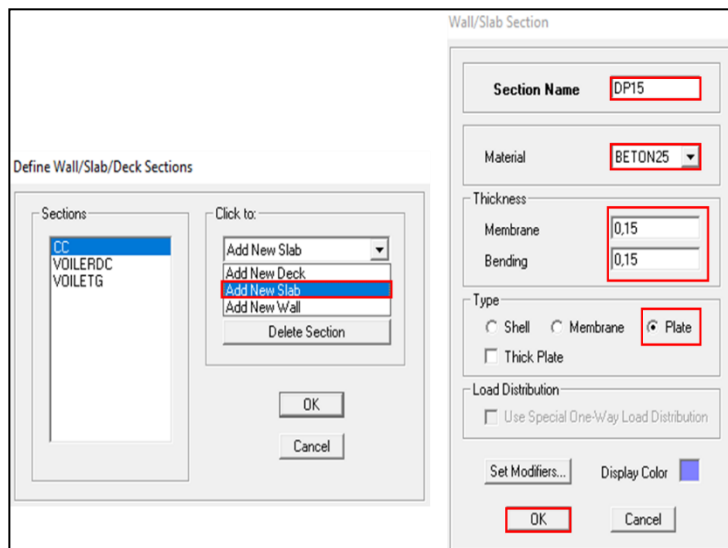 Define Wall/Slab/Deck Sections
Sections
CC
VOILERDC
VOILETG
Click to:
Add New Slab
Add New Deck
Add New Slab
Add New Wall
Delete Section
OK
Cancel
Wall/Slab Section
Section Name DP15
Material BETON25
Thickness
Membrane 0,15
Bending 0,15
Type
Shell Membrane Plate
Thick Plate
Load Distribution
Use Special One-Way Load Distribution
Set Modifiers... Display Color
OK Cancel